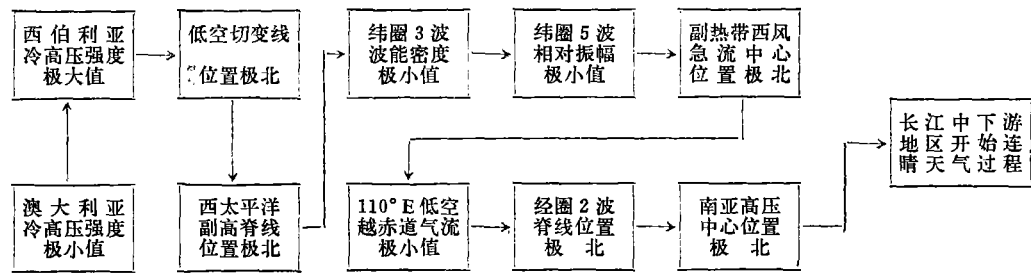 西伯利亚
冷高压强度
极大值
低空切变线
位置极北
纬圈3波
波能密度
极小值
纬圈5波
相对振幅
极小值
副热带西风
急流中心
位置极北
长江中下游
地区开始连
晴天气过程
澳大利亚
冷高压强度
极小值
西太平洋
副高脊线
位置极北
110°E低空
越赤道气流
极小值
经圈2波
脊线位置
极北
南亚高压
中心位置
极北